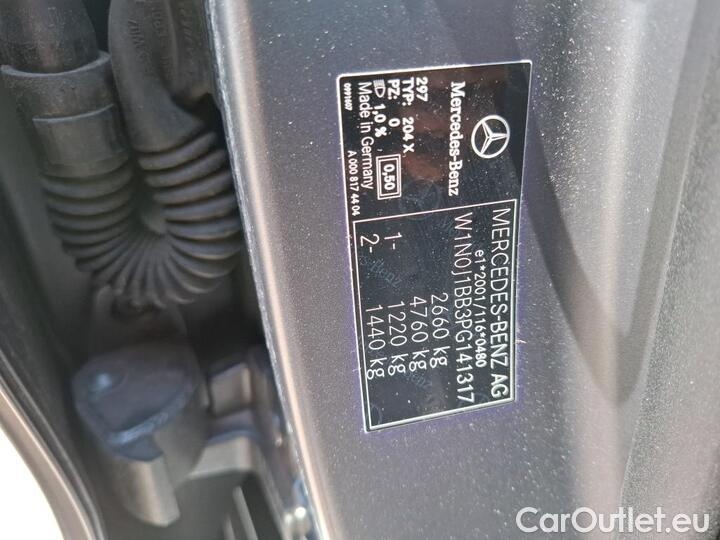 MERCEDES-BENZ AG
e1*2001/116*0480
W1N0J1BB3PG141317
2660 kg
4760 kg
1- 1220 kg
2- 1440 kg
Mercedes-Benz
297
TYP: 204 X
PZ: 0
1,0 % 0,50
Made in Germany
0991607
A 000 817 44 04
CarOutlet.eu